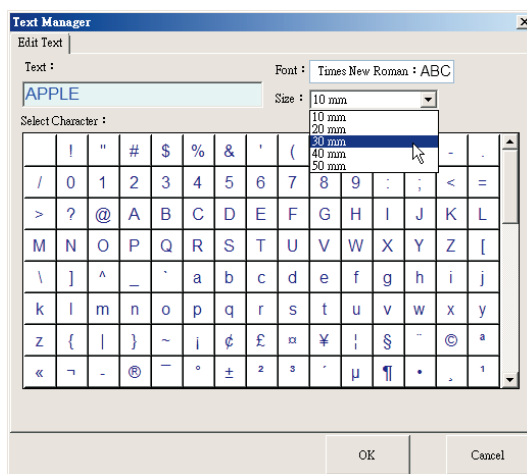 Text Manager
Edit Text
Text :
Font : Times New Roman : ABC
APPLE
Size : 10 mm
10 mm
20 mm
30 mm
40 mm
50 mm
Select Character :
! " # $ % & ' ( - .
/ 0 1 2 3 4 5 6 7 8 9 : ; < =
> ? @ A B C D E F G H I J K L
M N O P Q R S T U V W X Y Z [
\ ] ^ _ ` a b c d e f g h i j
k l m n o p q r s t u v w x y
z { | } ~ ¡ ¢ £ ¤ ¥ ¦ § ¨ © ª
« ¬ - ® ¯ ° ± ² ³ ´ µ ¶ • ¸ ¹
OK Cancel